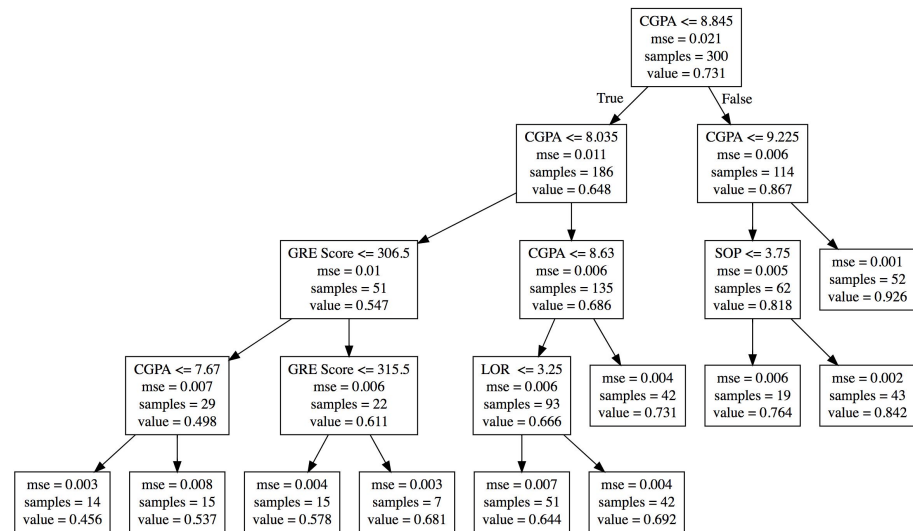 CGPA <= 8.845
mse = 0.021
samples = 300
value = 0.731
True
False
CGPA <= 8.035
mse = 0.011
samples = 186
value = 0.648
CGPA <= 9.225
mse = 0.006
samples = 114
value = 0.867
GRE Score <= 306.5
mse = 0.01
samples = 51
value = 0.547
CGPA <= 8.63
mse = 0.006
samples = 135
value = 0.686
SOP <= 3.75
mse = 0.005
samples = 62
value = 0.818
mse = 0.001
samples = 52
value = 0.926
CGPA <= 7.67
mse = 0.007
samples = 29
value = 0.498
GRE Score <= 315.5
mse = 0.006
samples = 22
value = 0.611
LOR <= 3.25
mse = 0.006
samples = 93
value = 0.666
mse = 0.004
samples = 42
value = 0.731
mse = 0.006
samples = 19
value = 0.764
mse = 0.002
samples = 43
value = 0.842
mse = 0.003
samples = 14
value = 0.456
mse = 0.008
samples = 15
value = 0.537
mse = 0.004
samples = 15
value = 0.578
mse = 0.003
samples = 7
value = 0.681
mse = 0.007
samples = 51
value = 0.644
mse = 0.004
samples = 42
value = 0.692